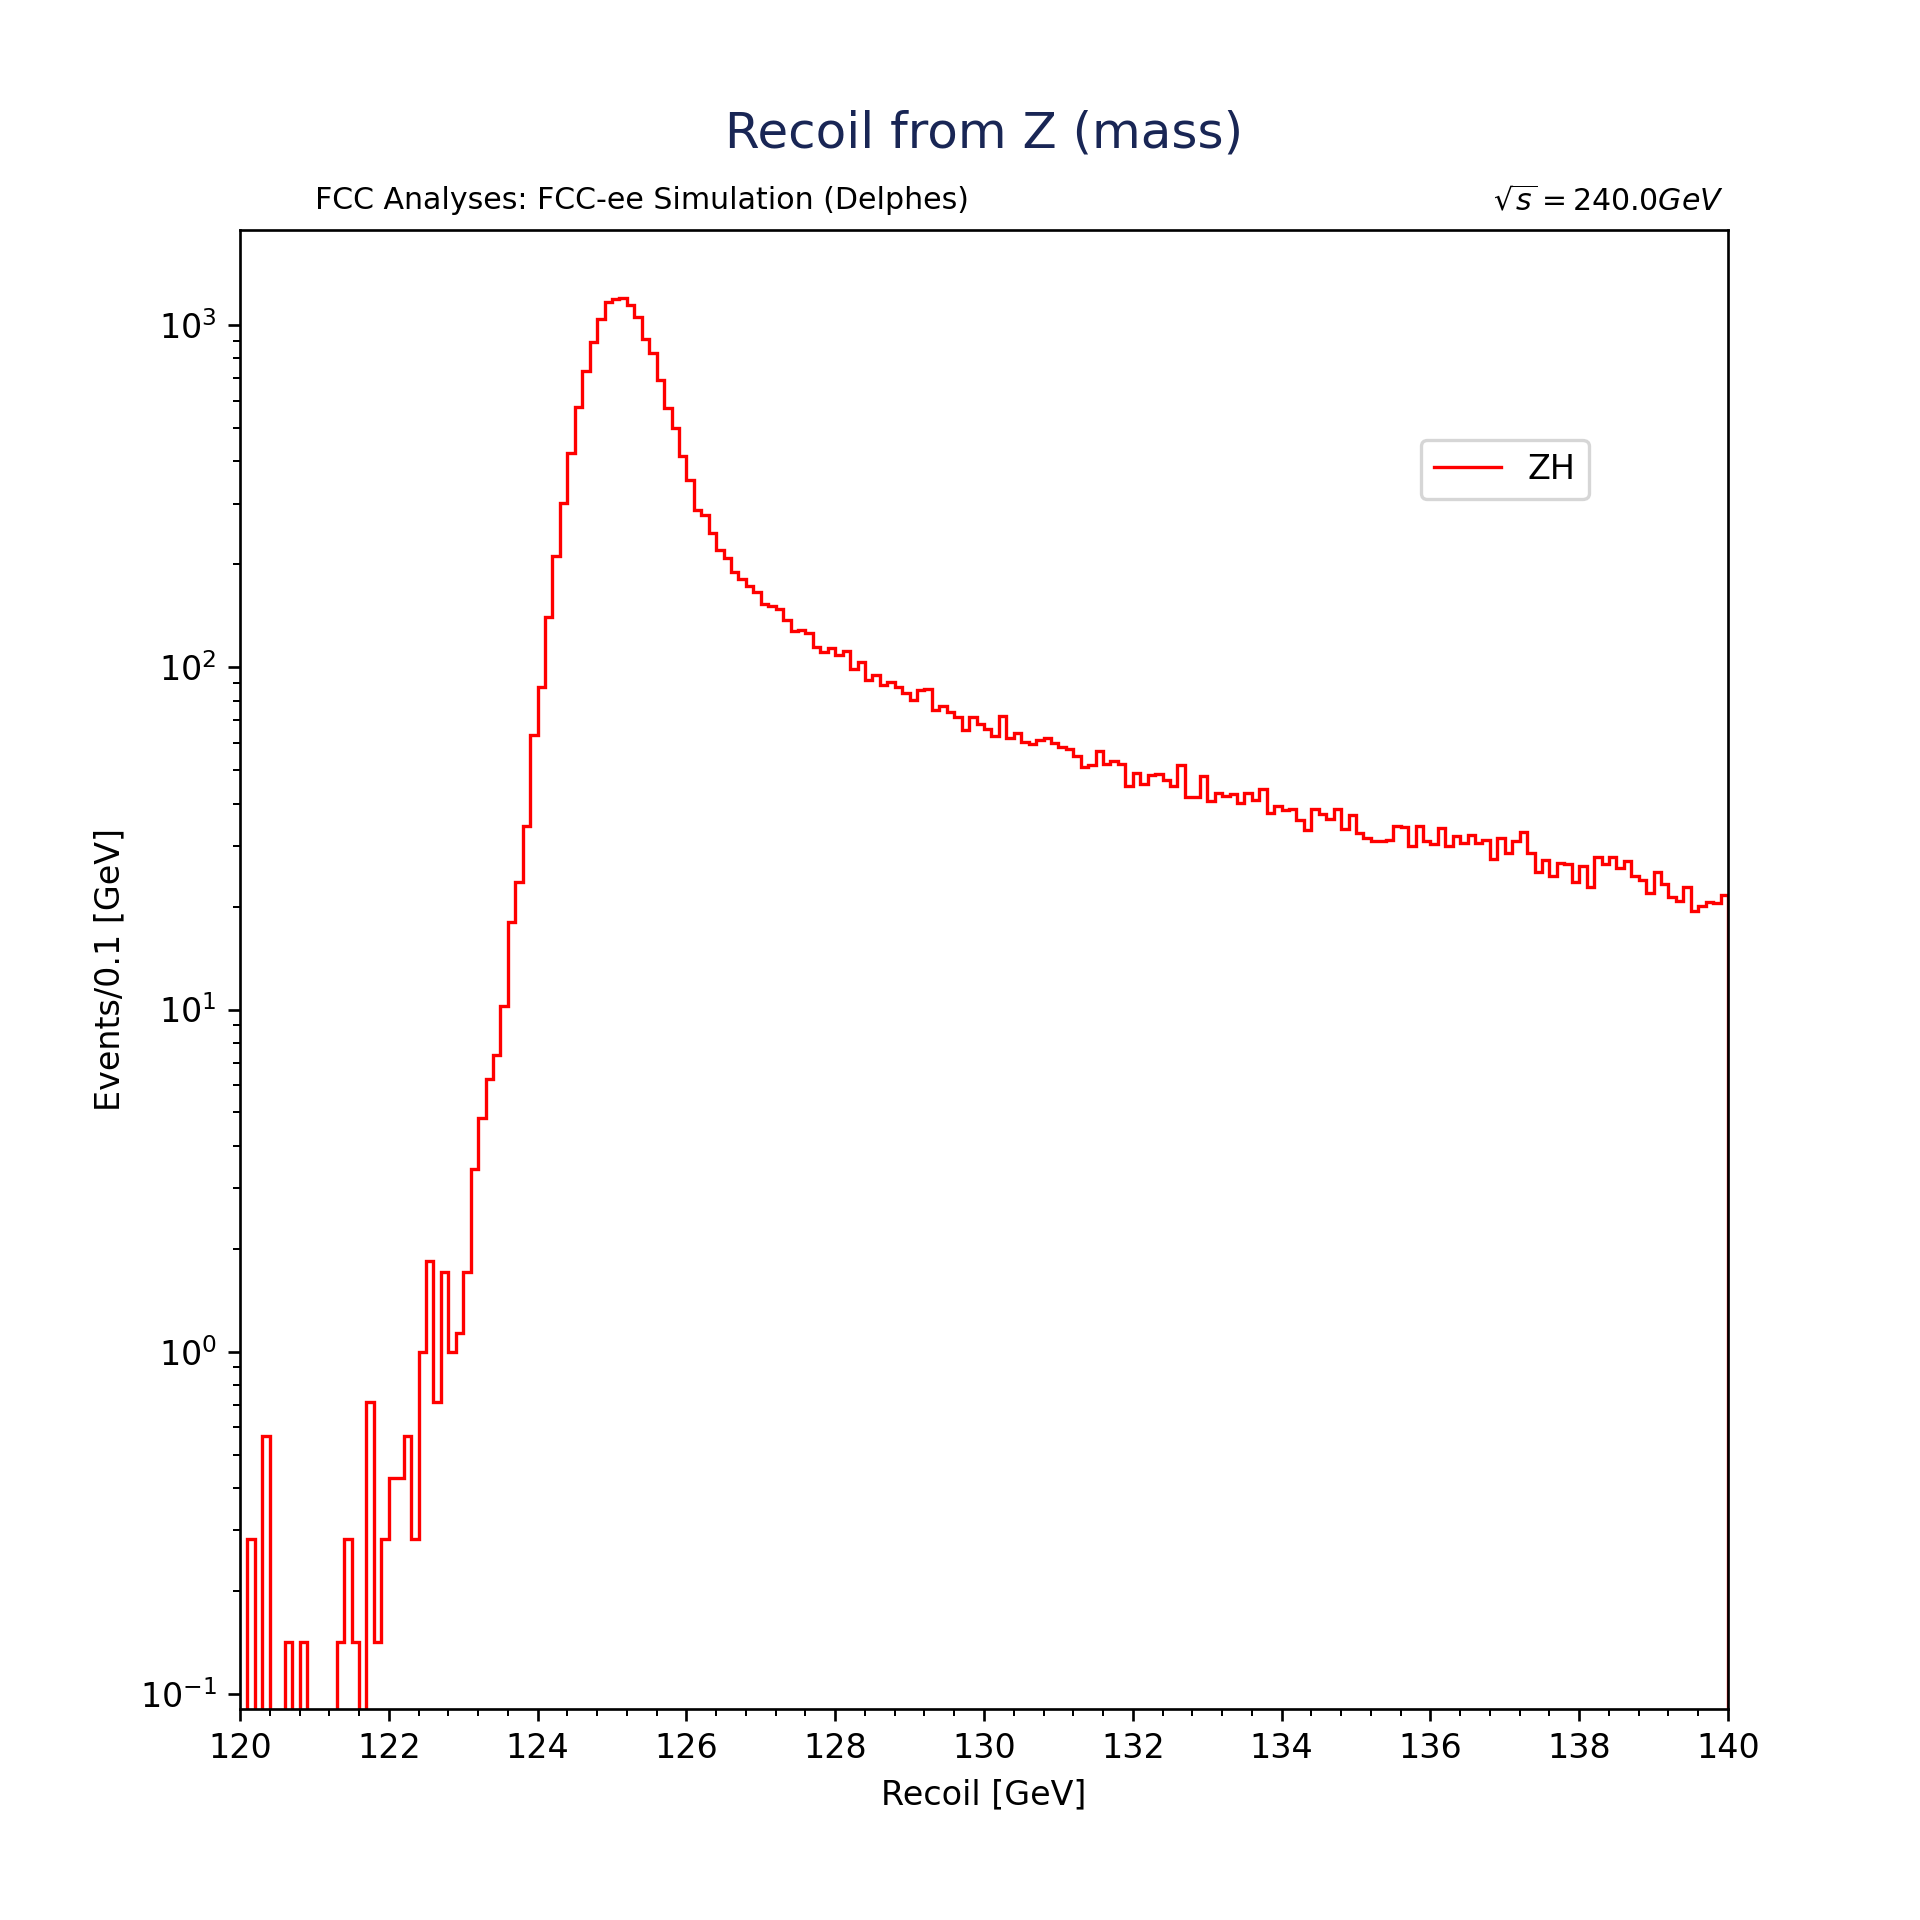 Recoil from Z (mass)
FCC Analyses: FCC-ee Simulation (Delphes)
√s = 240.0GeV
ZH
Events/0.1 [GeV]
10³
10²
10¹
10⁰
10⁻¹
120 122 124 126 128 130 132 134 136 138 140
Recoil [GeV]